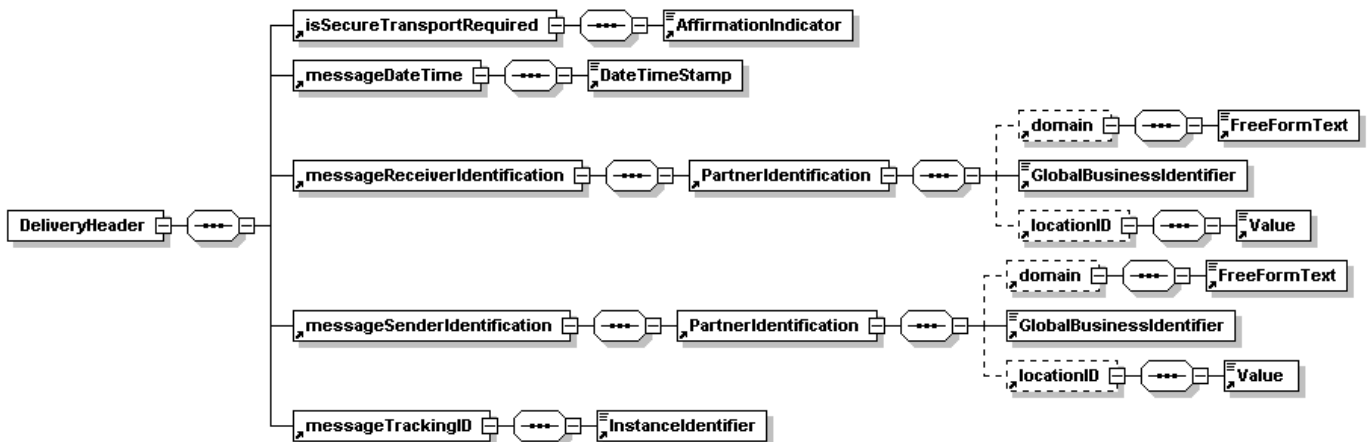 isSecureTransportRequired AffirmationIndicator
messageDateTime DateTimeStamp
domain FreeFormText
messageReceiverIdentification PartnerIdentification GlobalBusinessIdentifier
locationID Value
DeliveryHeader
domain FreeFormText
messageSenderIdentification PartnerIdentification GlobalBusinessIdentifier
locationID Value
messageTrackingID InstanceIdentifier